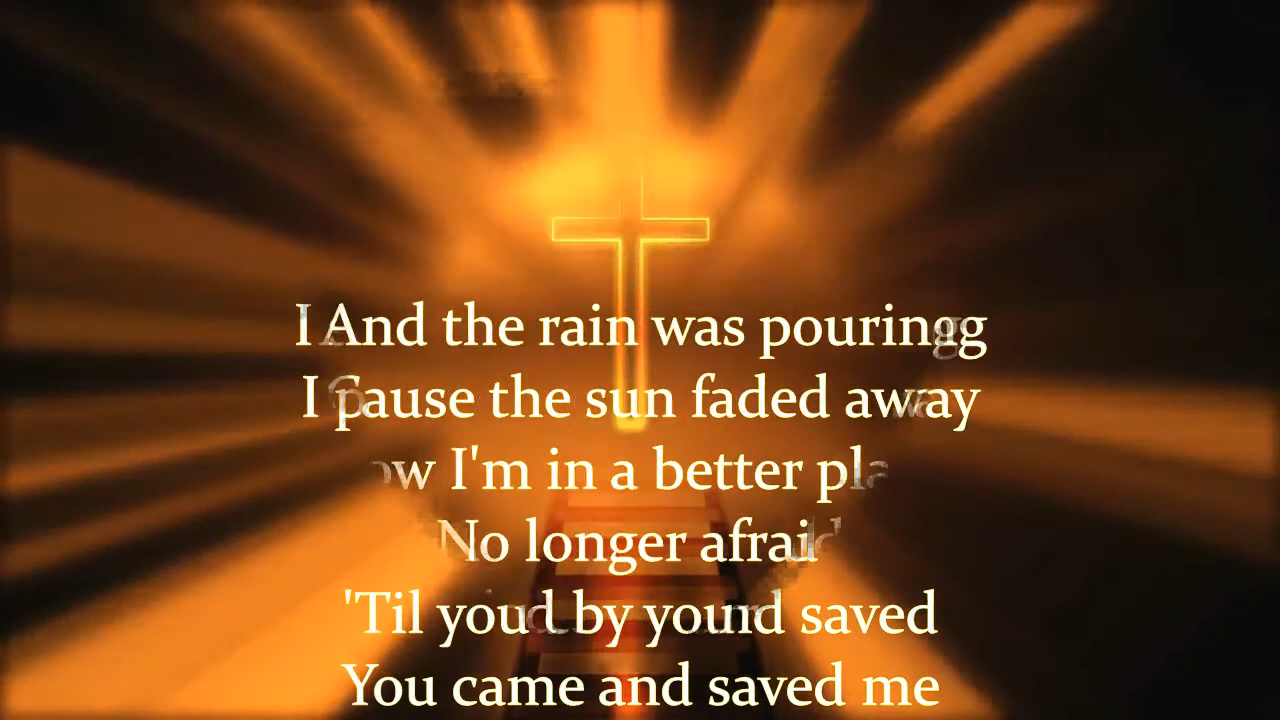 I And the rain was pouringg
I Pause the sun faded away
ow I'm in a better pla
No longer afraid
'Til youd by yound saved
You came and saved me